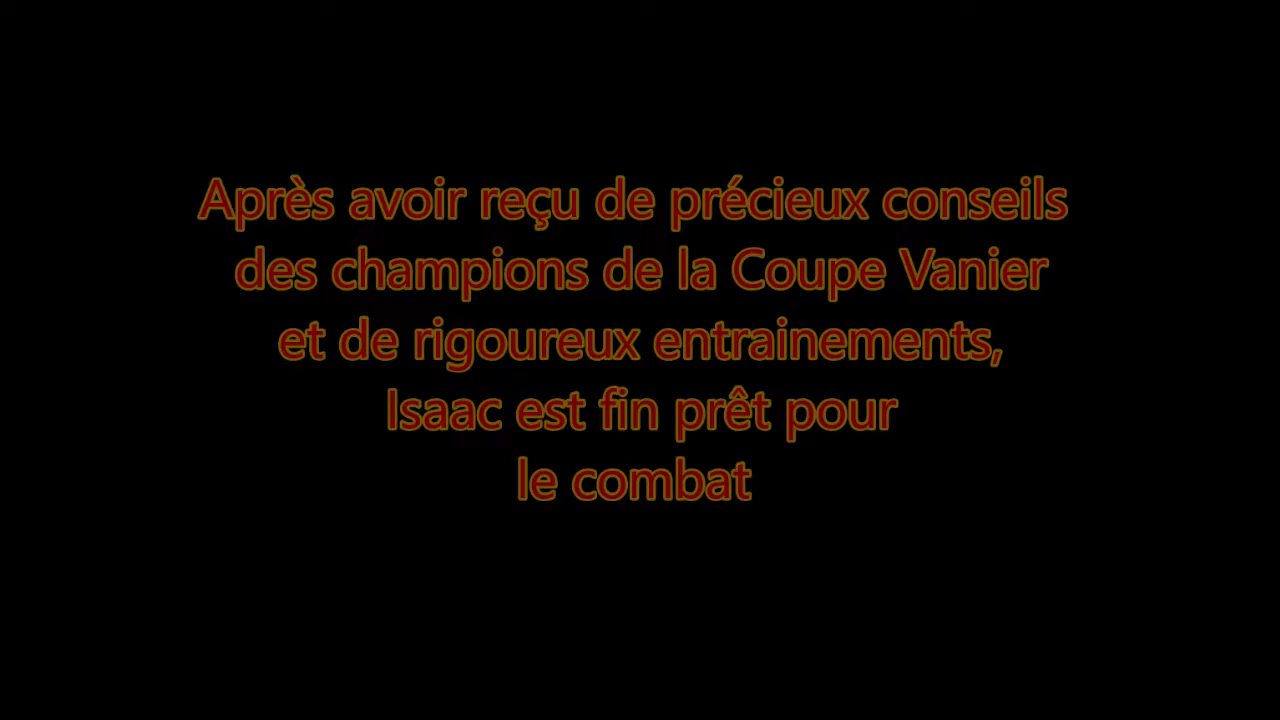 Après avoir reçu de précieux conseils
des champions de la Coupe Vanier
et de rigoureux entrainements,
Isaac est fin prêt pour
le combat